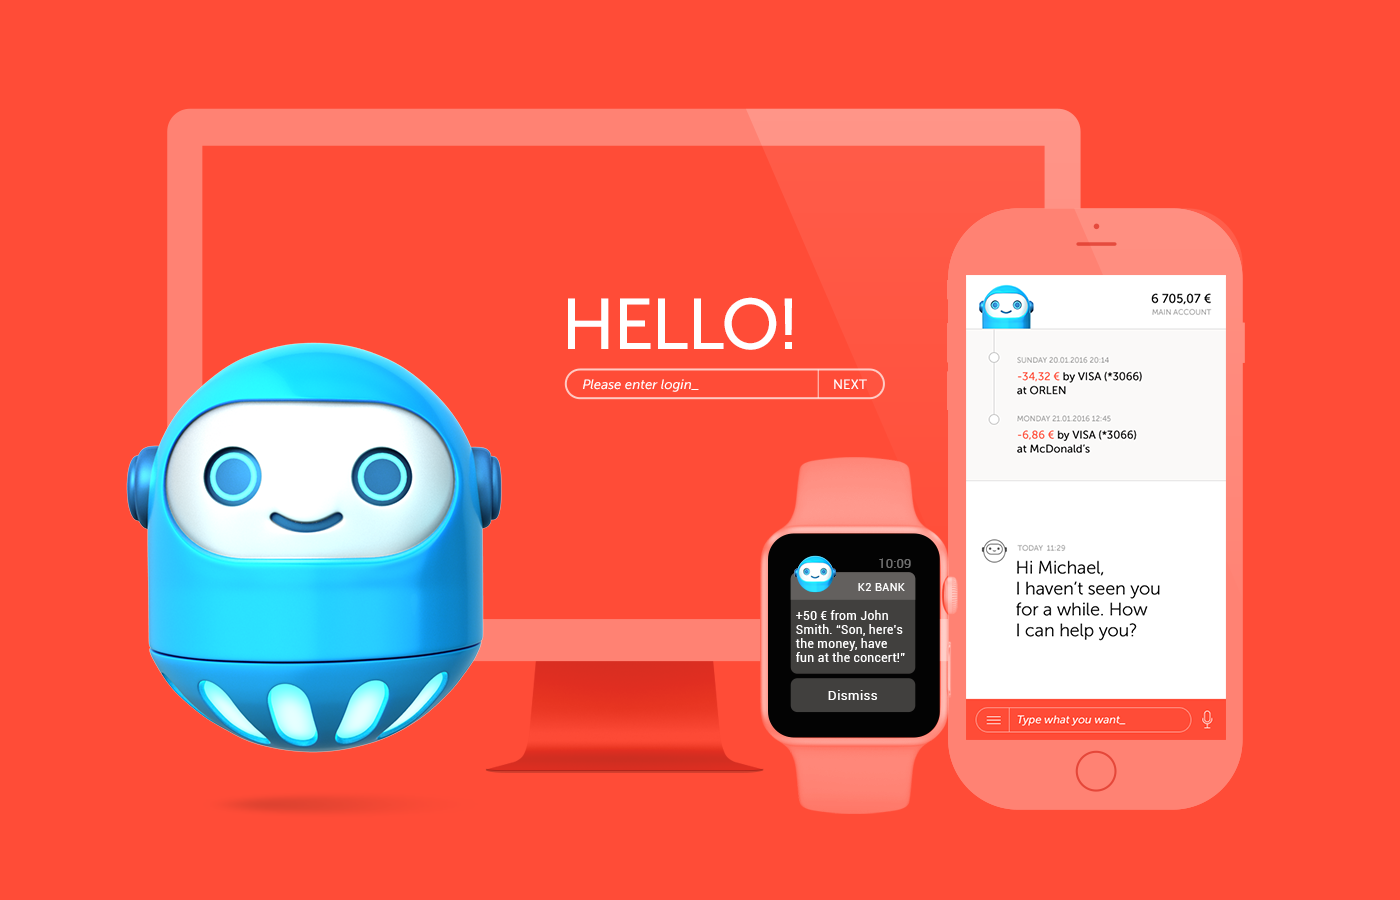 HELLO!
Please enter login_
NEXT
10:09
K2 BANK
+50 € from John
Smith. "Son, here's
the money, have
fun at the concert!"
Dismiss
6 705,07 €
MAIN ACCOUNT
SUNDAY 20.01.2016 20:14
-34,32 € by VISA (*3066)
at ORLEN
MONDAY 21.01.2016 12:45
-6,86 € by VISA (*3066)
at McDonald's
TODAY 11:29
Hi Michael,
I haven't seen you
for a while. How
I can help you?
Type what you want_